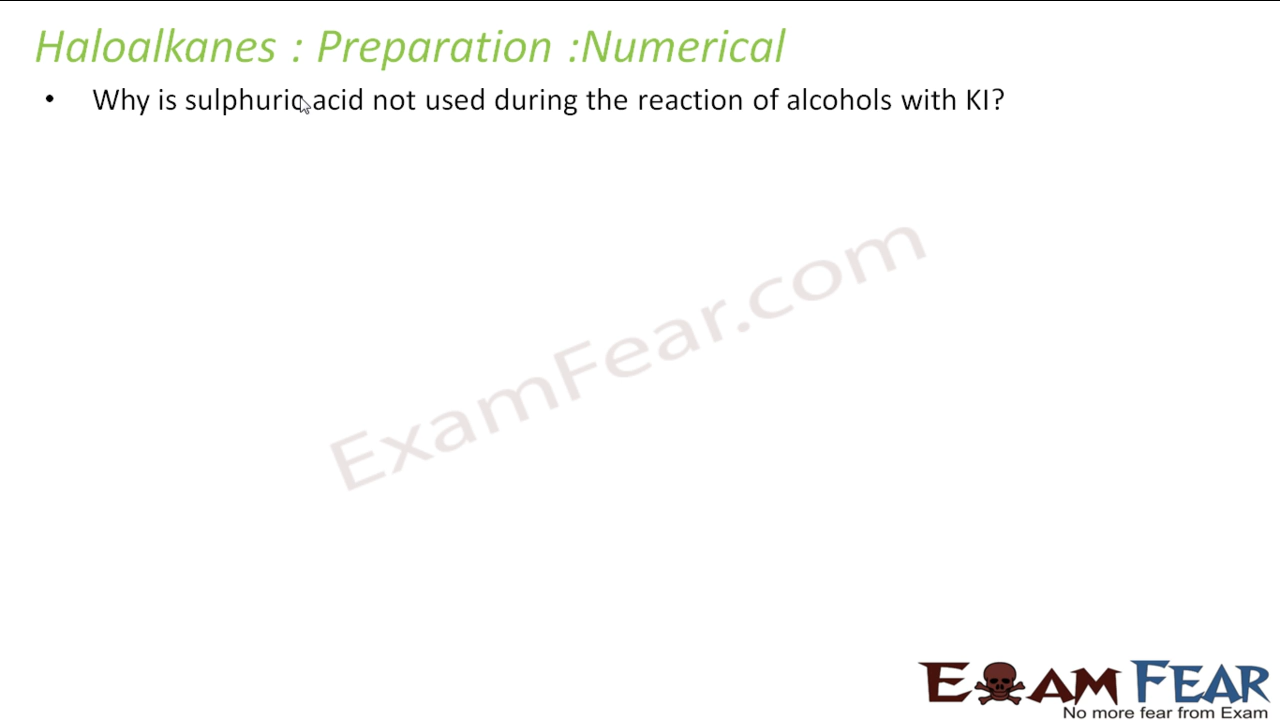 Haloalkanes : Preparation :Numerical
• Why is sulphuric acid not used during the reaction of alcohols with KI?
ExamFear.com
EXAM FEAR
No more fear from Exam